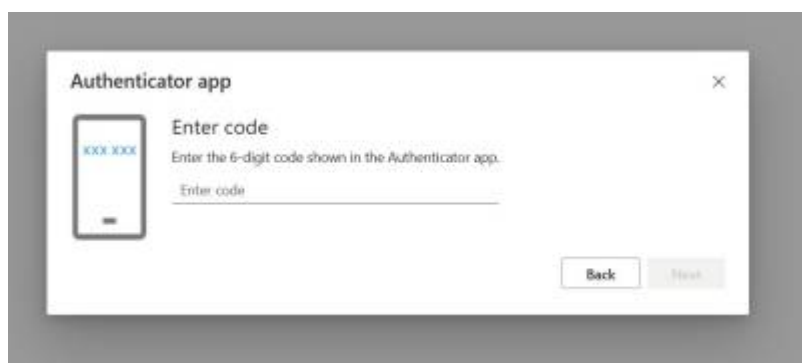 Authenticator app
Enter code
xxx xxx
Enter the 6-digit code shown in the Authenticator app.
Enter code
Back
Next